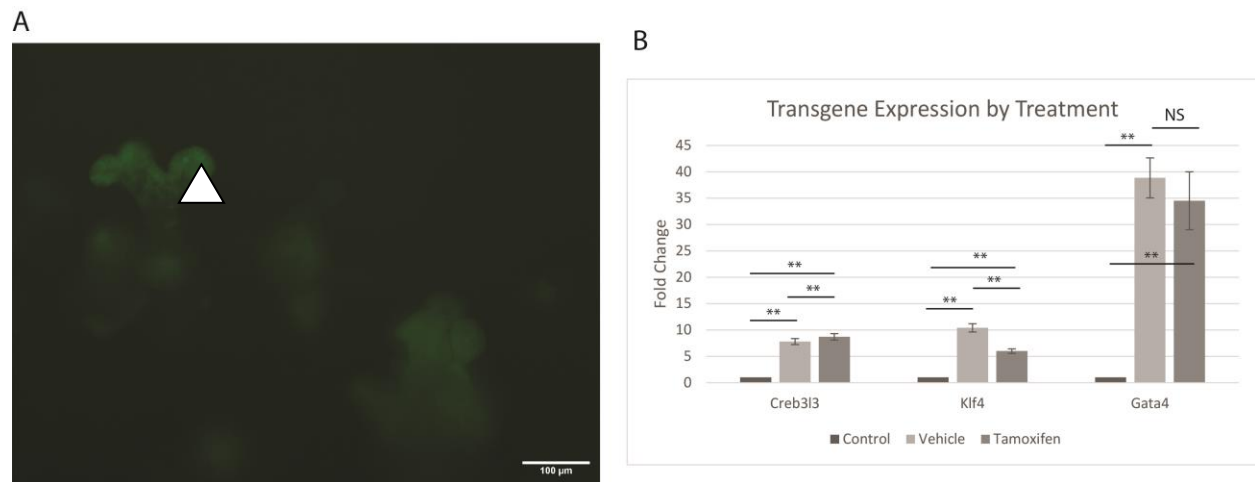 A
100 µm
B
Transgene Expression by Treatment
NS
**
**
**
**
**
**
**
**
Fold Change
45
40
35
30
25
20
15
10
5
0
Creb3l3
Klf4
Gata4
Control
Vehicle
Tamoxifen